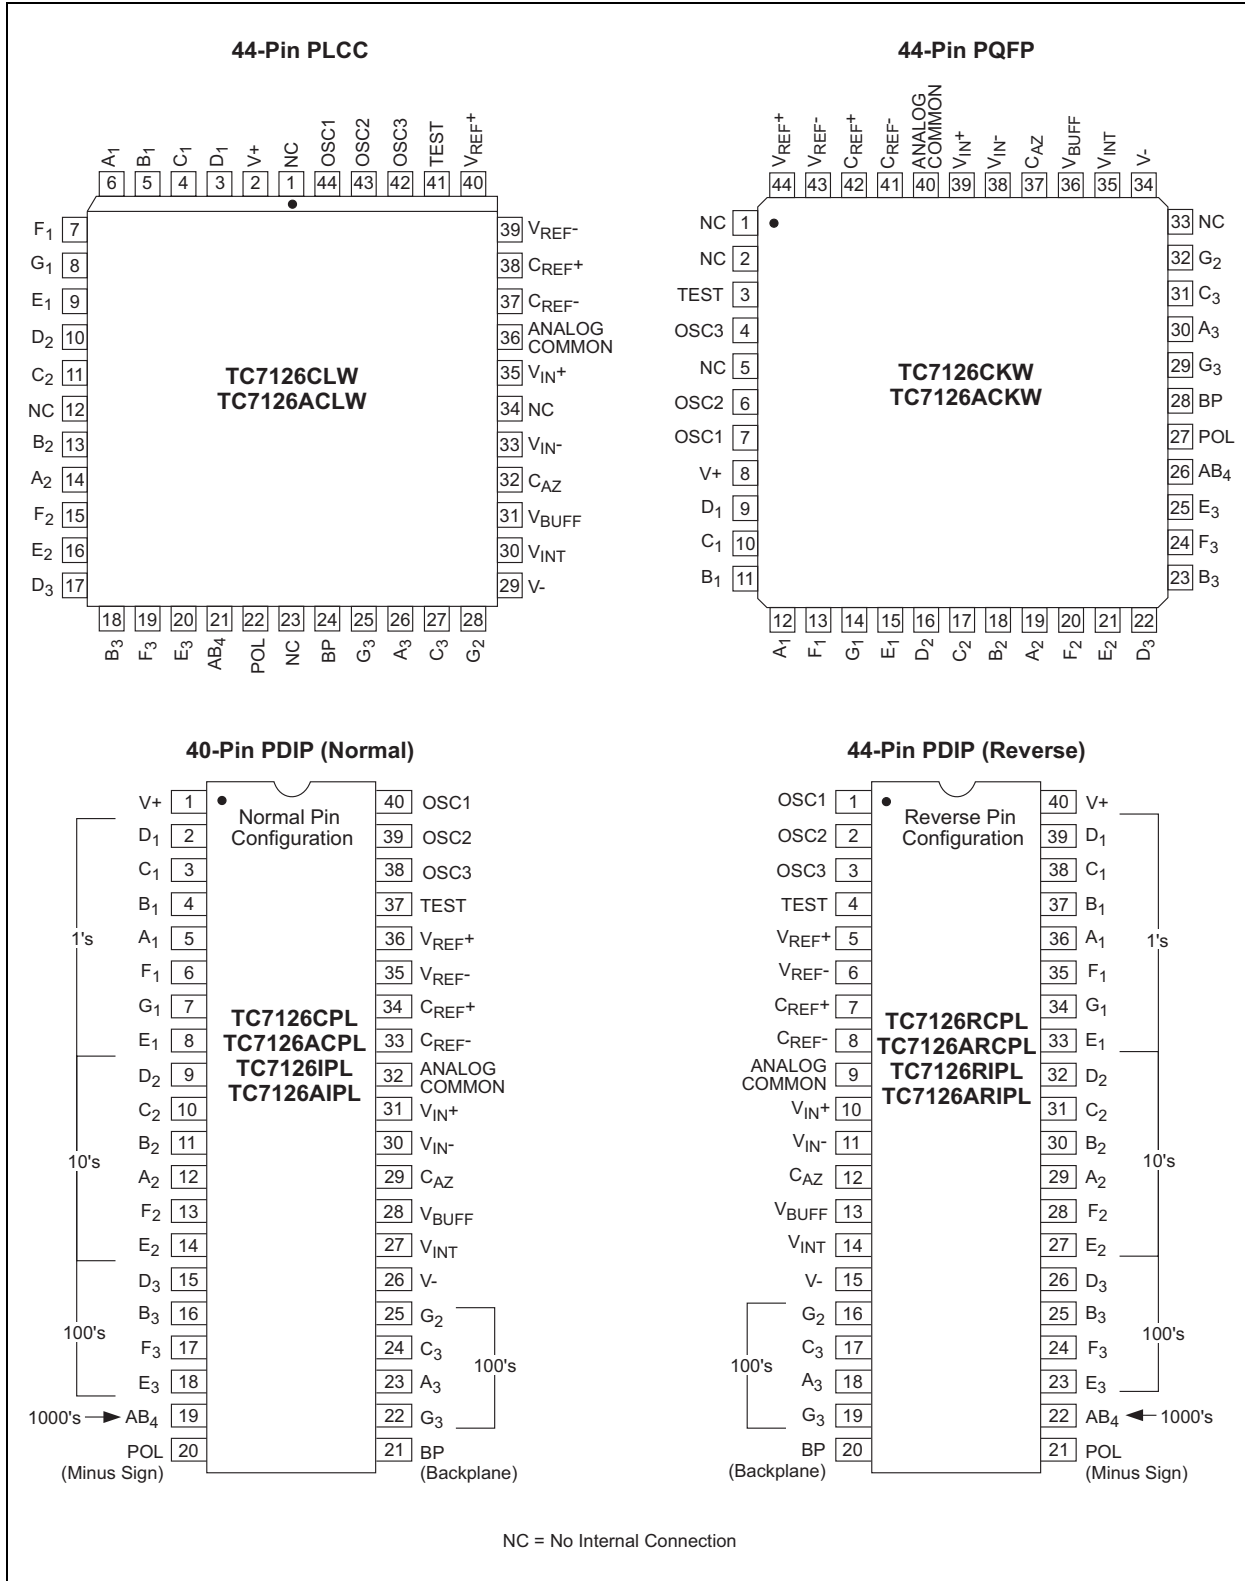 44-Pin PLCC
A1 B1 C1 D1 V+ NC OSC1 OSC2 OSC3 TEST VREF+
6 5 4 3 2 1 44 43 42 41 40
F1 7
G1 8
E1 9
D2 10
C2 11
NC 12
B2 13
A2 14
F2 15
E2 16
D3 17
TC7126CLW
TC7126ACLW
39 VREF-
38 CREF+
37 CREF-
36 ANALOG
COMMON
35 VIN+
34 NC
33 VIN-
32 CAZ
31 VBUFF
30 VINT
29 V-
18 19 20 21 22 23 24 25 26 27 28
B3 F3 E3 AB4 POL NC BP G3 A3 C3 G2
44-Pin PQFP
VREF+ VREF- CREF+ CREF- ANALOG
COMMON VIN+ VIN- CAZ VBUFF VINT V-
44 43 42 41 40 39 38 37 36 35 34
NC 1
NC 2
TEST 3
OSC3 4
NC 5
OSC2 6
OSC1 7
V+ 8
D1 9
C1 10
B1 11
TC7126CKW
TC7126ACKW
33 NC
32 G2
31 C3
30 A3
29 G3
28 BP
27 POL
26 AB4
25 E3
24 F3
23 B3
12 13 14 15 16 17 18 19 20 21 22
A1 F1 G1 E1 D2 C2 B2 A2 F2 E2 D3
40-Pin PDIP (Normal)
Normal Pin
Configuration
V+ 1
D1 2
C1 3
B1 4
1's
A1 5
F1 6
G1 7
E1 8
D2 9
C2 10
B2 11
10's
A2 12
F2 13
E2 14
D3 15
B3 16
100's
F3 17
E3 18
1000's AB4 19
POL 20
(Minus Sign)
TC7126CPL
TC7126ACPL
TC7126IPL
TC7126AIPL
40 OSC1
39 OSC2
38 OSC3
37 TEST
36 VREF+
35 VREF-
34 CREF+
33 CREF-
32 ANALOG
COMMON
31 VIN+
30 VIN-
29 CAZ
28 VBUFF
27 VINT
26 V-
25 G2
24 C3
100's
23 A3
22 G3
21 BP
(Backplane)
44-Pin PDIP (Reverse)
Reverse Pin
Configuration
OSC1 1
OSC2 2
OSC3 3
TEST 4
VREF+ 5
VREF- 6
CREF+ 7
CREF- 8
ANALOG
COMMON 9
VIN+ 10
VIN- 11
CAZ 12
VBUFF 13
VINT 14
V- 15
G2 16
C3 17
100's
A3 18
G3 19
BP 20
(Backplane)
TC7126RCPL
TC7126ARCPL
TC7126RIPL
TC7126ARIPL
40 V+
39 D1
38 C1
37 B1
36 A1
1's
35 F1
34 G1
33 E1
32 D2
31 C2
30 B2
10's
29 A2
28 F2
27 E2
26 D3
25 B3
100's
24 F3
23 E3
22 AB4 1000's
21 POL
(Minus Sign)
NC = No Internal Connection